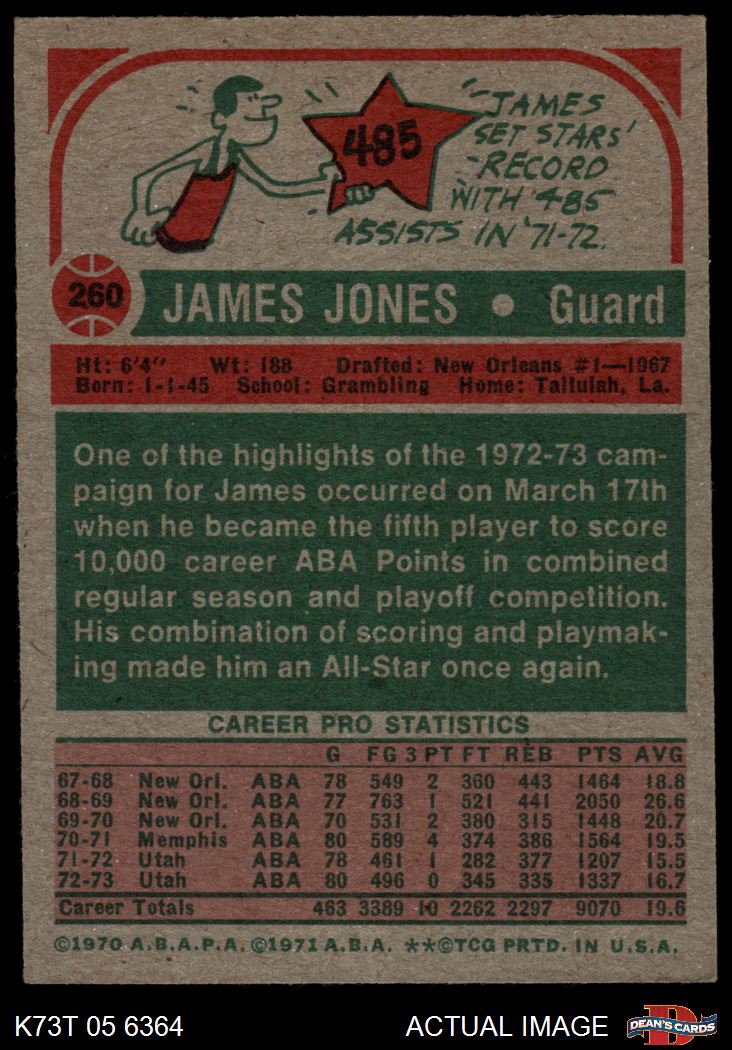 485
"JAMES
SET STARS'
RECORD
WITH 485
ASSISTS IN '71-72.
260 JAMES JONES • Guard
Ht: 6'4" Wt: 188 Drafted: New Orleans #1—1967
Born: 1-1-45 School: Grambling Home: Tallulah, La.
One of the highlights of the 1972-73 cam-
paign for James occurred on March 17th
when he became the fifth player to score
10,000 career ABA Points in combined
regular season and playoff competition.
His combination of scoring and playmak-
ing made him an All-Star once again.
CAREER PRO STATISTICS
G FG 3 PT FT REB PTS AVG
67-68 New Orl. ABA 78 549 2 360 443 1464 18.8
68-69 New Orl. ABA 77 763 1 521 441 2050 26.6
69-70 New Orl. ABA 70 531 2 380 315 1448 20.7
70-71 Memphis ABA 80 589 4 374 386 1564 19.5
71-72 Utah ABA 78 461 1 282 377 1207 15.5
72-73 Utah ABA 80 496 0 345 335 1337 16.7
Career Totals 463 3389 10 2262 2297 9070 19.6
©1970 A.B.A.P.A. ©1971 A.B.A. **©TCG PRTD. IN U.S.A.
K73T 05 6364 ACTUAL IMAGE DEAN'S CARDS